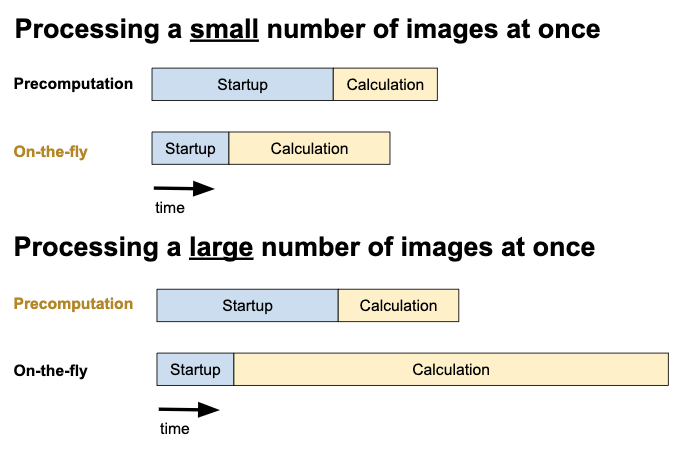 Processing a small number of images at once
Precomputation
Startup
Calculation
On-the-fly
Startup
Calculation
time
Processing a large number of images at once
Precomputation
Startup
Calculation
On-the-fly
Startup
Calculation
time